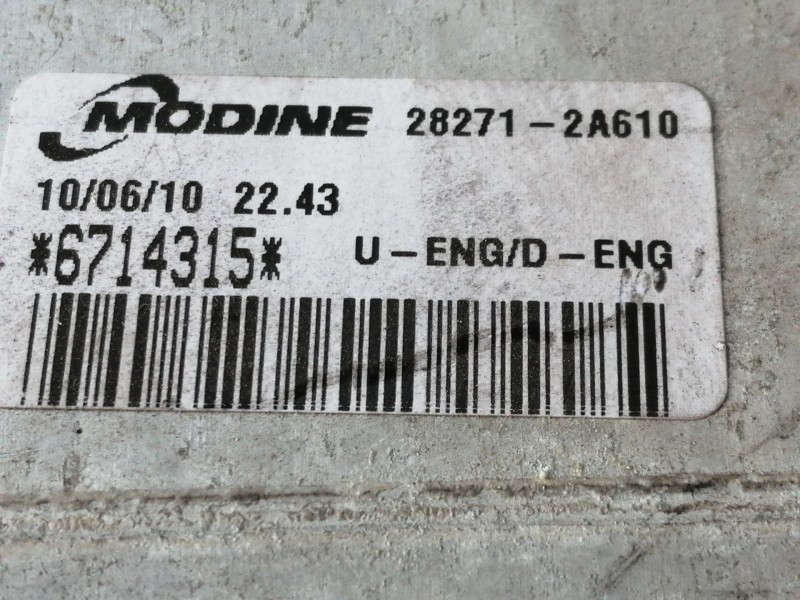 MODINE 28271-2A610
10/06/10 22.43
*6714315* U-ENG/D-ENG